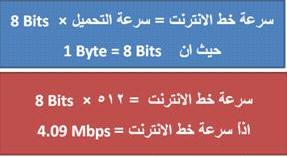 سرعة خط الانترنت = سرعة التحميل × 8 Bits
حيث ان 1 Byte = 8 Bits
سرعة خط الانترنت = ٥١٢ × 8 Bits
اذاً سرعة خط الانترنت = 4.09 Mbps